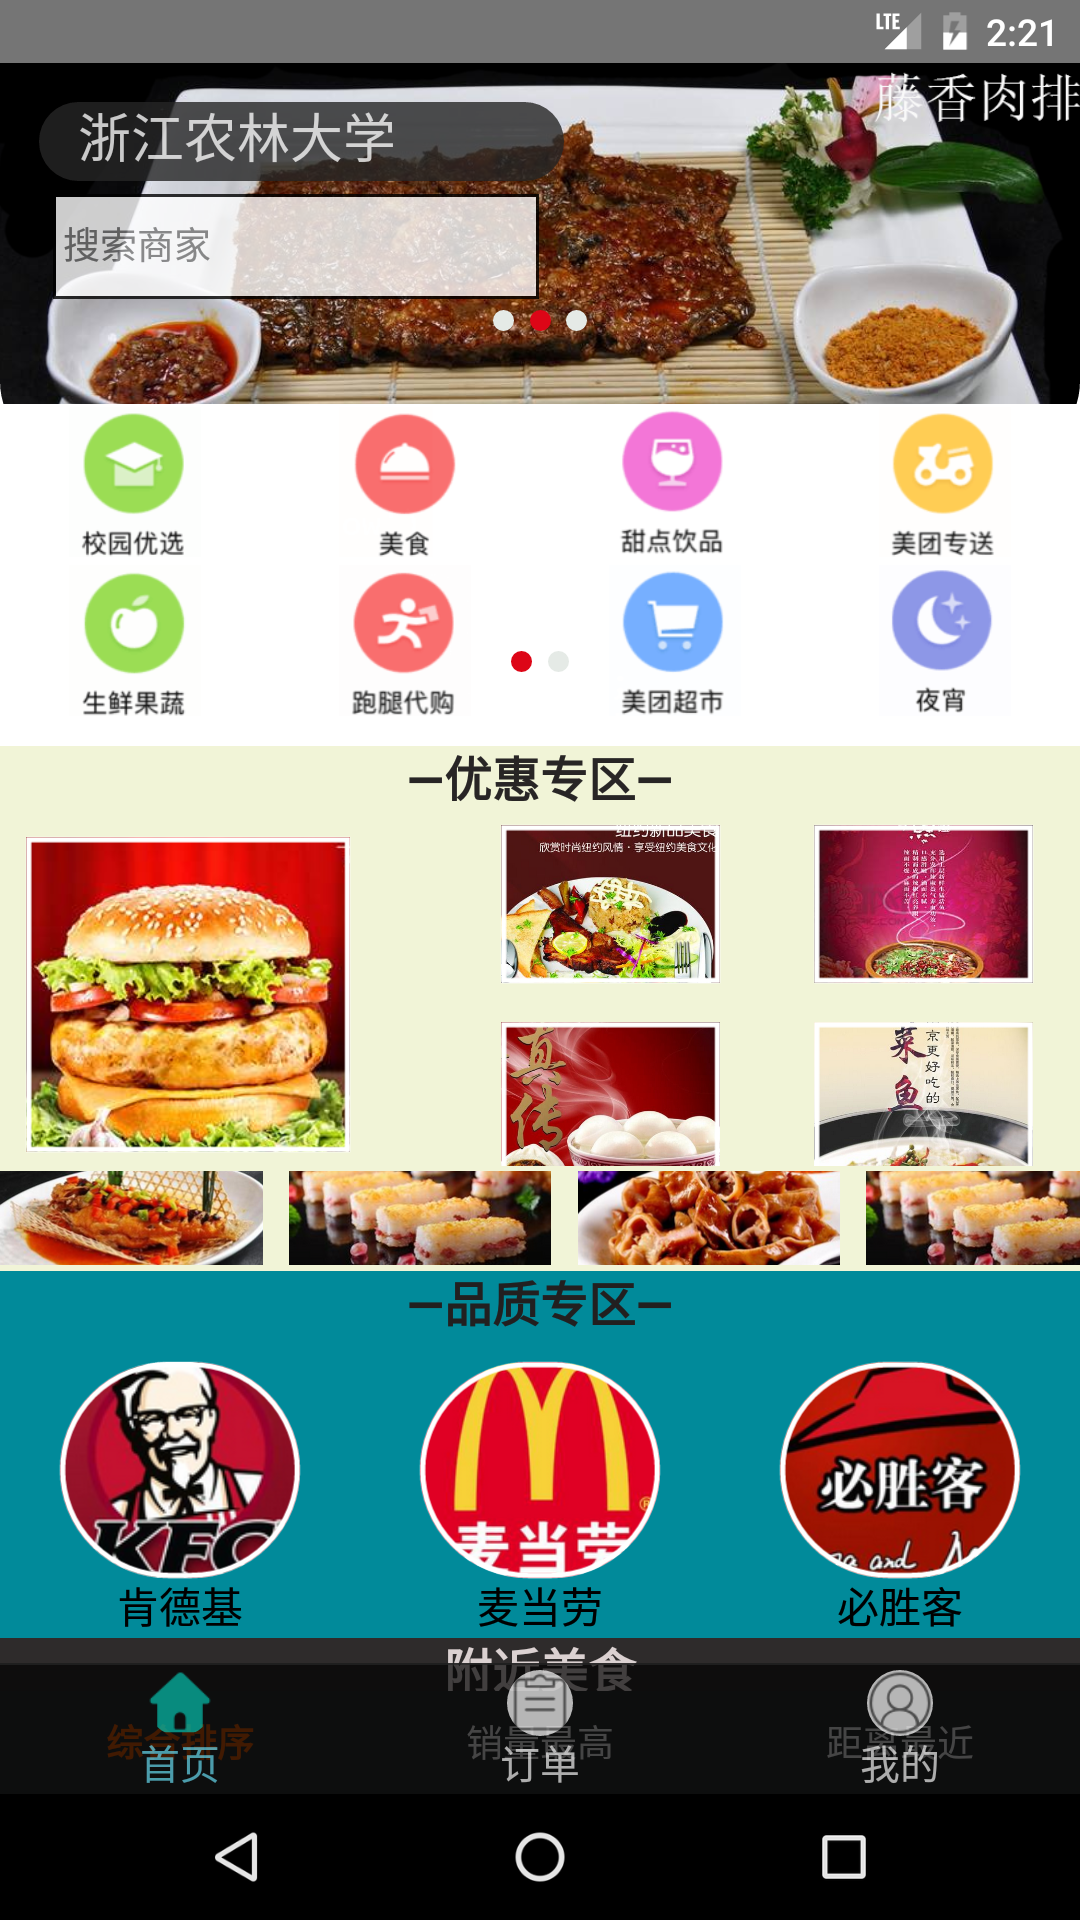 LTE 2:21
藤香肉排
浙江农林大学
搜索商家
校园优选 美食 甜点饮品 美团专送
生鲜果蔬 跑腿代购 美团超市 夜宵
—优惠专区—
纽约新品美食
欣赏时尚纽约风情·享受纽约美食文化
真传
菜鱼
京更好吃的
—品质专区—
KFC
麦当劳
必胜客
肯德基 麦当劳 必胜客
附近美食
综合排序 销量最高 距离最近
首页 订单 我的